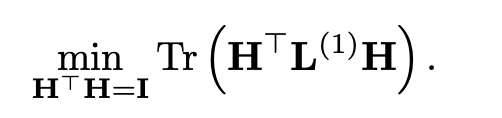 min Tr (H⊤L(1)H) .
H⊤H=I